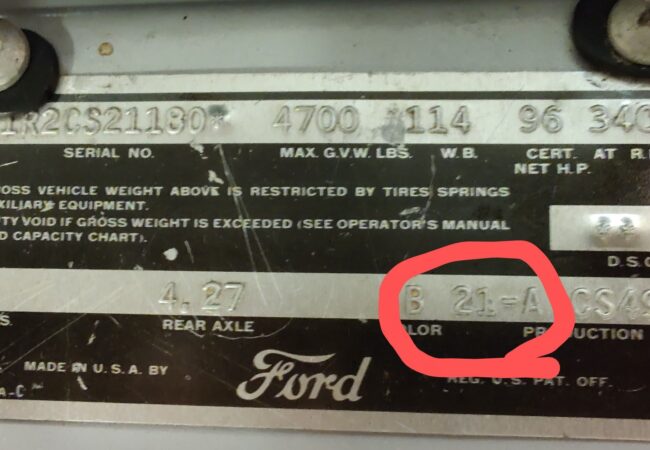 1R2CS21180* 4700 114 96 340
SERIAL NO. MAX. G.V.W. LBS. W.B. CERT. NET H.P. AT R.
OSS VEHICLE WEIGHT ABOVE IS RESTRICTED BY TIRES SPRINGS
XILIARY EQUIPMENT.
TY VOID IF GROSS WEIGHT IS EXCEEDED (SEE OPERATOR'S MANUAL
D CAPACITY CHART).
**
D.S.O
4.27 B 21-A CS49
S. REAR AXLE LOR PRODUCTION
MADE IN U.S.A. BY Ford REG. U.S. PAT. OFF.
A-C